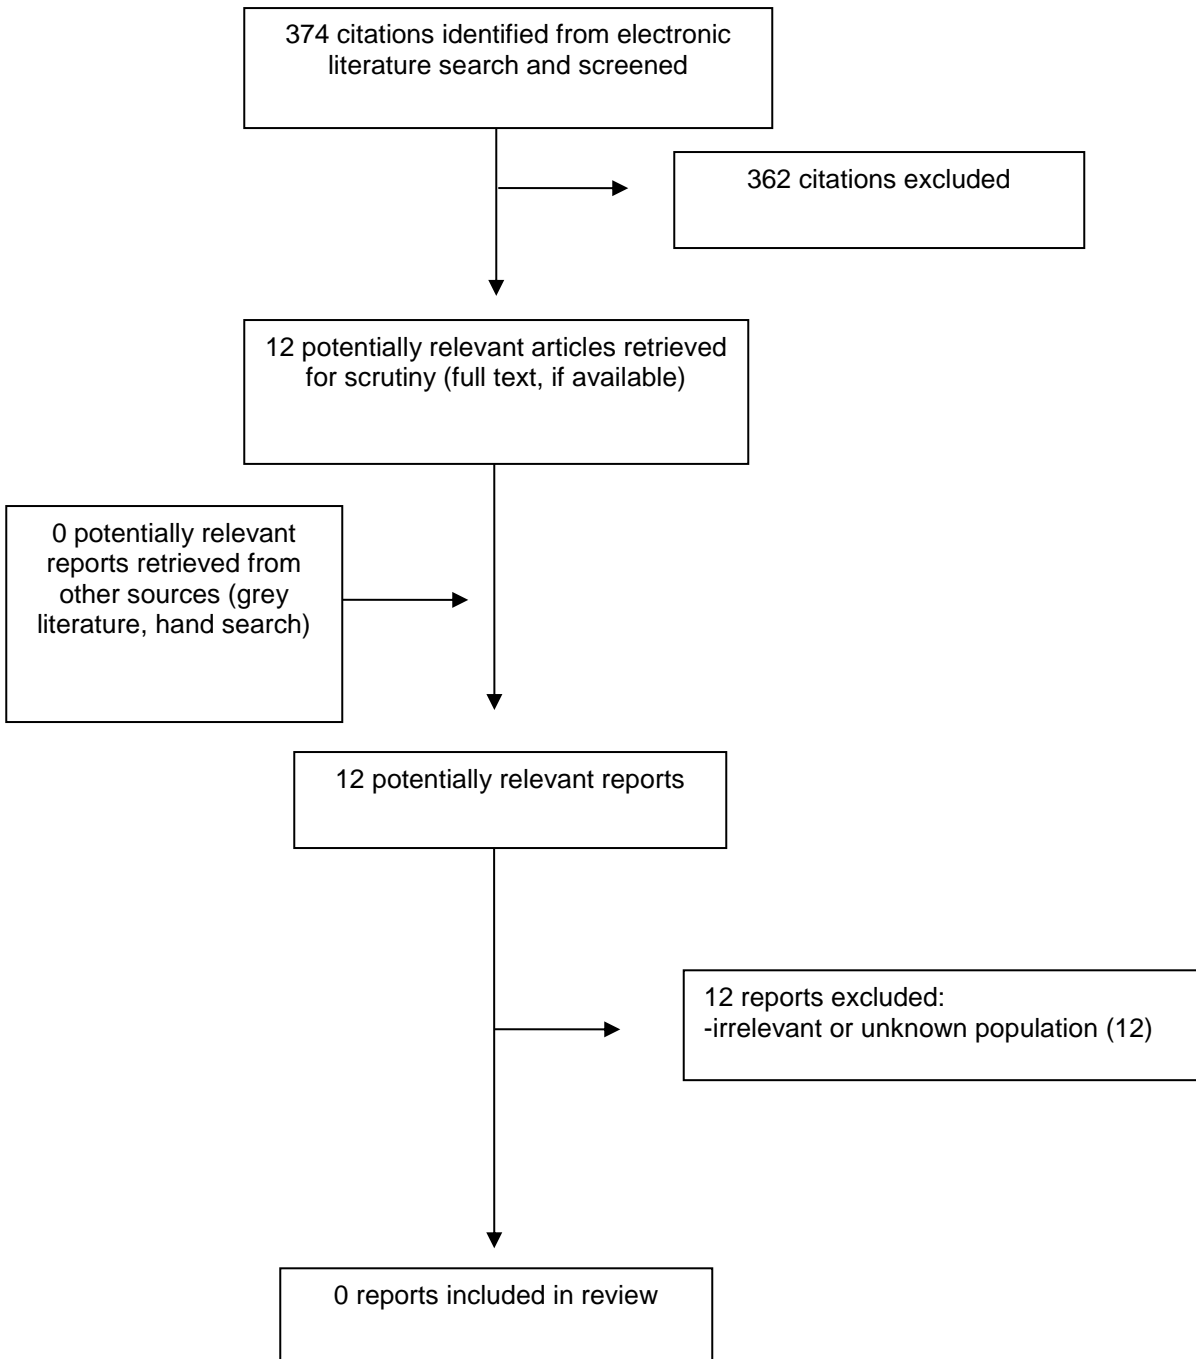 374 citations identified from electronic
literature search and screened
362 citations excluded
12 potentially relevant articles retrieved
for scrutiny (full text, if available)
0 potentially relevant
reports retrieved from
other sources (grey
literature, hand search)
12 potentially relevant reports
12 reports excluded:
-irrelevant or unknown population (12)
0 reports included in review